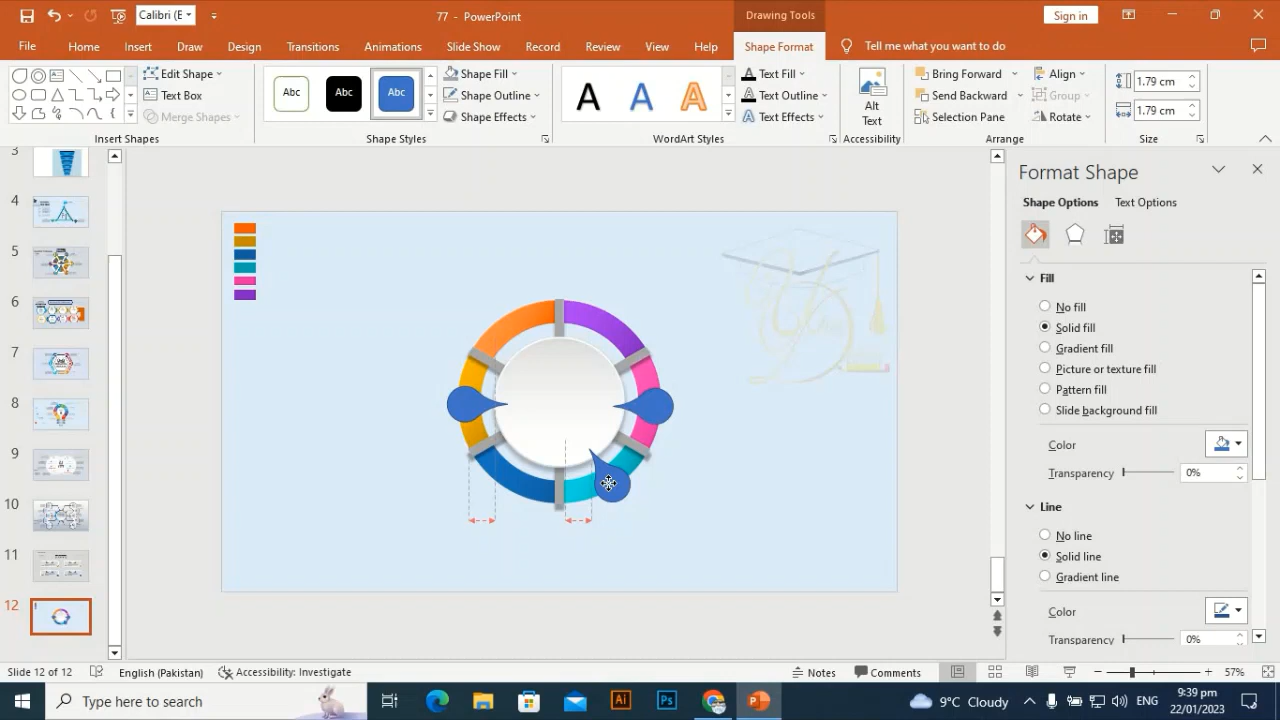 Calibri (E
77 - PowerPoint
Drawing Tools
Sign in
File
Home
Insert
Draw
Design
Transitions
Animations
Slide Show
Record
Review
View
Help
Shape Format
Tell me what you want to do
Edit Shape
Text Box
Merge Shapes
Insert Shapes
Abc
Abc
Abc
Shape Fill
Shape Outline
Shape Effects
Shape Styles
A
A
A
WordArt Styles
Text Fill
Text Outline
Text Effects
Alt
Text
Accessibility
Bring Forward
Send Backward
Selection Pane
Align
Group
Rotate
Arrange
1.79 cm
1.79 cm
Size
3
4
5
6
7
8
9
10
11
12
Format Shape
Shape Options
Text Options
Fill
No fill
Solid fill
Gradient fill
Picture or texture fill
Pattern fill
Slide background fill
Color
Transparency
0%
Line
No line
Solid line
Gradient line
Color
Transparency
0%
Slide 12 of 12
English (Pakistan)
Accessibility: Investigate
Notes
Comments
57%
Type here to search
Ai
Ps
9°C Cloudy
ENG
9:39 pm
22/01/2023